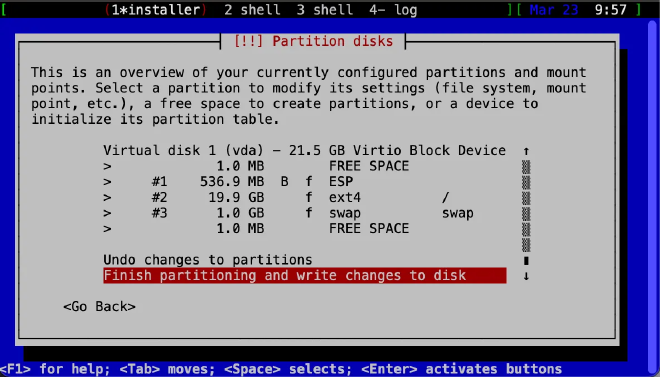 [ (1*installer) 2 shell 3 shell 4- log ][ Mar 23 9:57 ]
[!!] Partition disks
This is an overview of your currently configured partitions and mount
points. Select a partition to modify its settings (file system, mount
point, etc.), a free space to create partitions, or a device to
initialize its partition table.
Virtual disk 1 (vda) - 21.5 GB Virtio Block Device ↑
> 1.0 MB FREE SPACE
> #1 536.9 MB B f ESP
> #2 19.9 GB f ext4 /
> #3 1.0 GB f swap swap
> 1.0 MB FREE SPACE
Undo changes to partitions
Finish partitioning and write changes to disk ↓
<Go Back>
<F1> for help; <Tab> moves; <Space> selects; <Enter> activates buttons